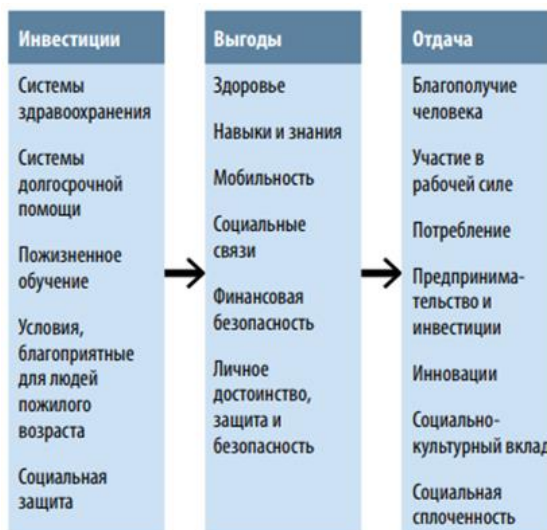 Инвестиции
Системы
здравоохранения
Системы
долгосрочной
помощи
Пожизненное
обучение
Условия,
благоприятные
для людей
пожилого
возраста
Социальная
защита
Выгоды
Здоровье
Навыки и знания
Мобильность
Социальные
связи
Финансовая
безопасность
Личное
достоинство,
защита и
безопасность
Отдача
Благополучие
человека
Участие в
рабочей силе
Потребление
Предпринима-
тельство и
инвестиции
Инновации
Социально-
культурный вклад
Социальная
сплоченность